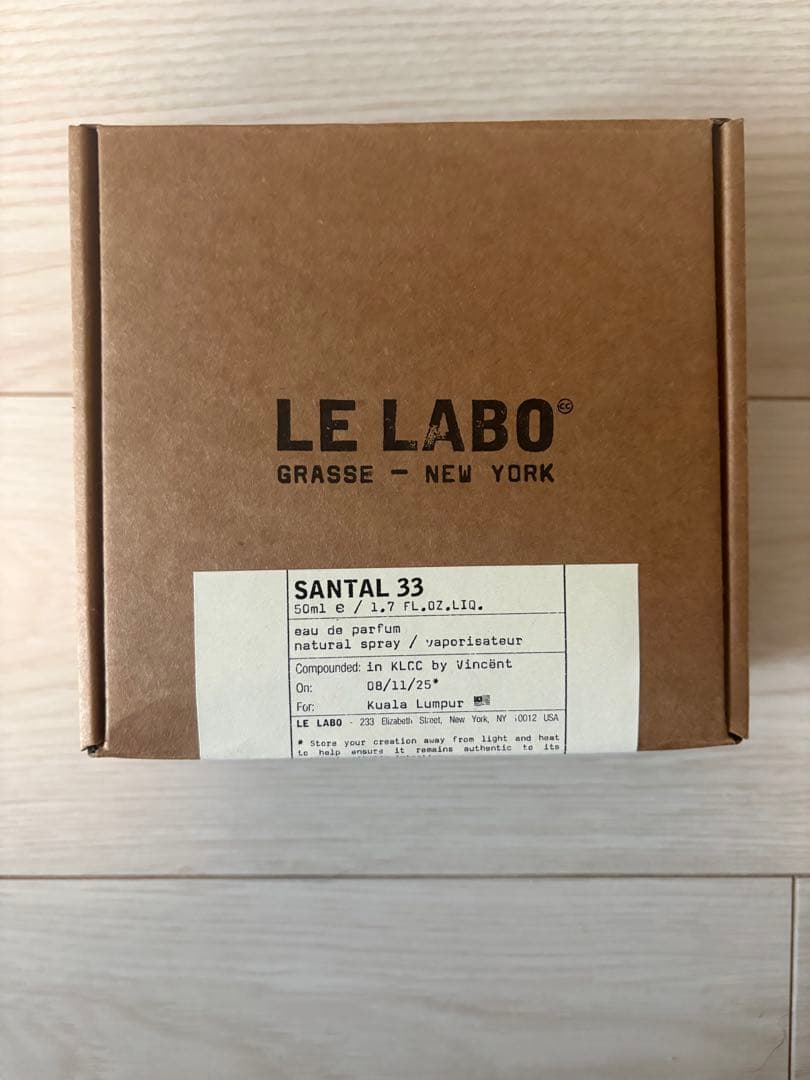 LE LABO
GRASSE - NEW YORK
SANTAL 33
50ml e / 1.7 FL.OZ.LIQ.
eau de parfum
natural spray / vaporisateur
Compounded: in KLCC by Vincënt
On: 08/11/25*
For: Kuala Lumpur
LE LABO - 233 Elizabeth Street, New York, NY 10012 USA
* Store your creation away from light and heat
to help ensure it remains authentic to its